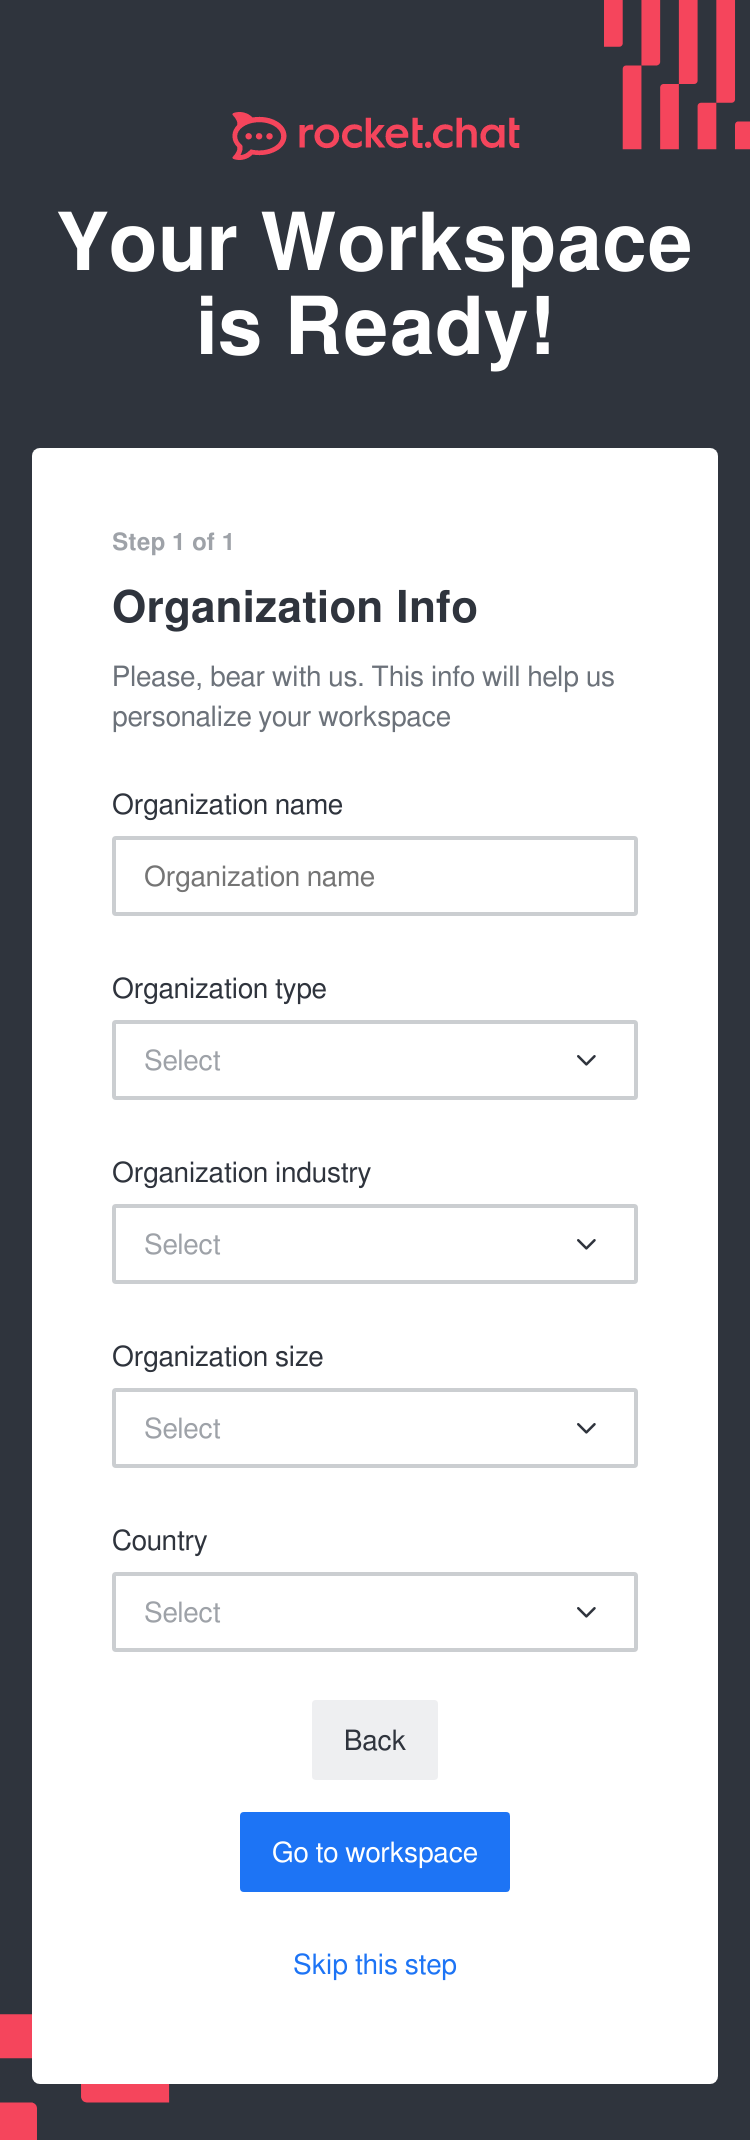 rocket.chat
Your Workspace
is Ready!
Step 1 of 1
Organization Info
Please, bear with us. This info will help us
personalize your workspace
Organization name
Organization name
Organization type
Select
Organization industry
Select
Organization size
Select
Country
Select
Back
Go to workspace
Skip this step